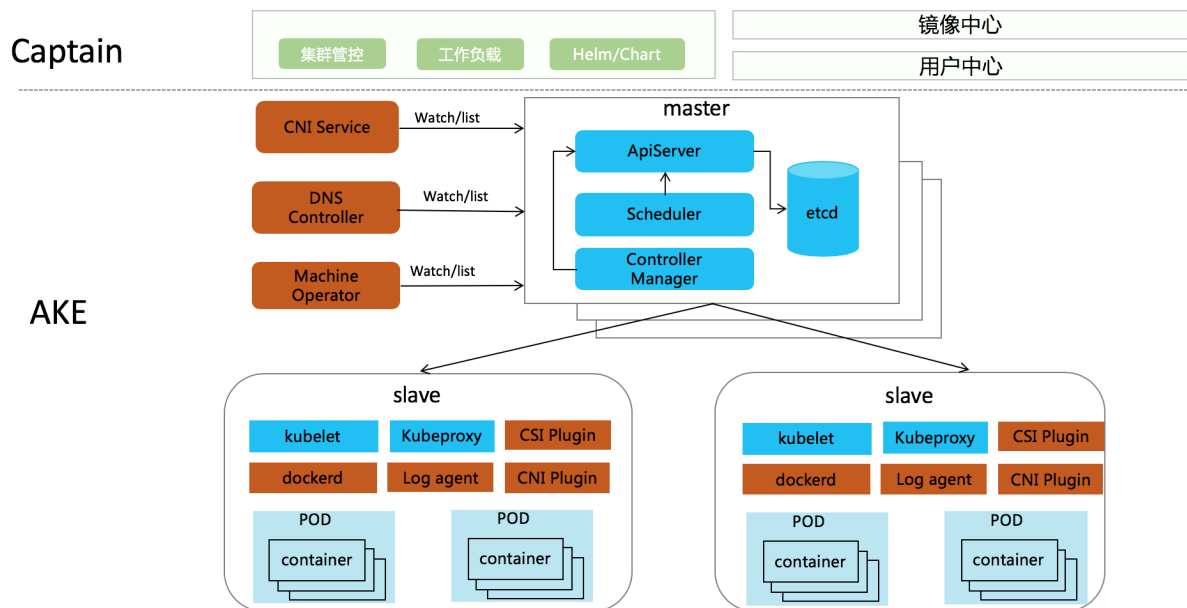 Captain
集群管控
工作负载
Helm/Chart
镜像中心
用户中心
AKE
CNI Service
Watch/list
DNS
Controller
Watch/list
Machine
Operator
Watch/list
master
ApiServer
Scheduler
Controller
Manager
etcd
slave
kubelet
Kubeproxy
CSI Plugin
dockerd
Log agent
CNI Plugin
POD
container
POD
container
slave
kubelet
Kubeproxy
CSI Plugin
dockerd
Log agent
CNI Plugin
POD
container
POD
container